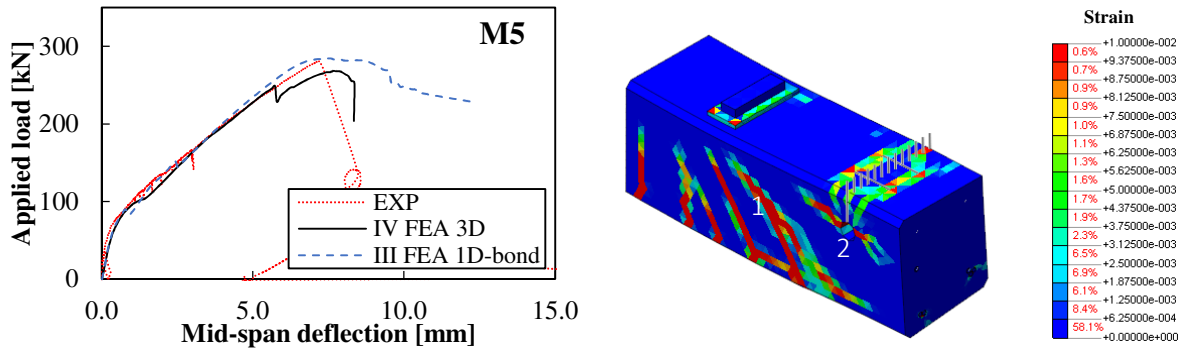 M5
300
200
100
0
0.0
5.0
10.0
15.0
Applied load [kN]
Mid-span deflection [mm]
EXP
IV FEA 3D
III FEA 1D-bond
1
2
Strain
+1.00000e-002
0.6%
+9.37500e-003
0.7%
+8.75000e-003
0.9%
+8.12500e-003
0.9%
+7.50000e-003
1.0%
+6.87500e-003
1.1%
+6.25000e-003
1.3%
+5.62500e-003
1.6%
+5.00000e-003
1.7%
+4.37500e-003
1.9%
+3.75000e-003
2.3%
+3.12500e-003
6.5%
+2.50000e-003
6.9%
+1.87500e-003
6.1%
+1.25000e-003
8.4%
+6.25000e-004
58.1%
+0.00000e+000